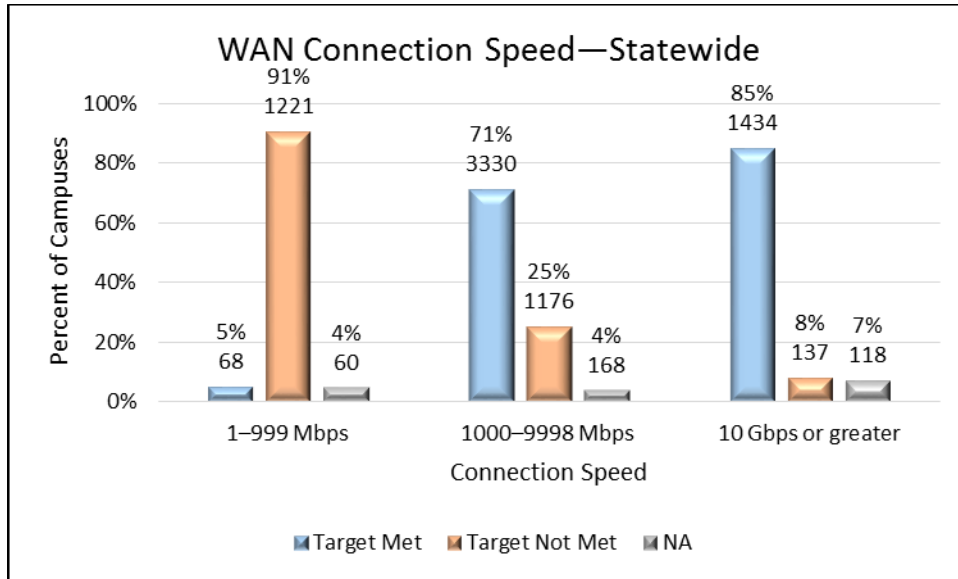 WAN Connection Speed—Statewide
91%
1221
85%
1434
71%
3330
25%
1176
8%
137
7%
118
5%
68
4%
60
4%
168
100%
80%
60%
40%
20%
0%
Percent of Campuses
1–999 Mbps
1000–9998 Mbps
10 Gbps or greater
Connection Speed
Target Met
Target Not Met
NA